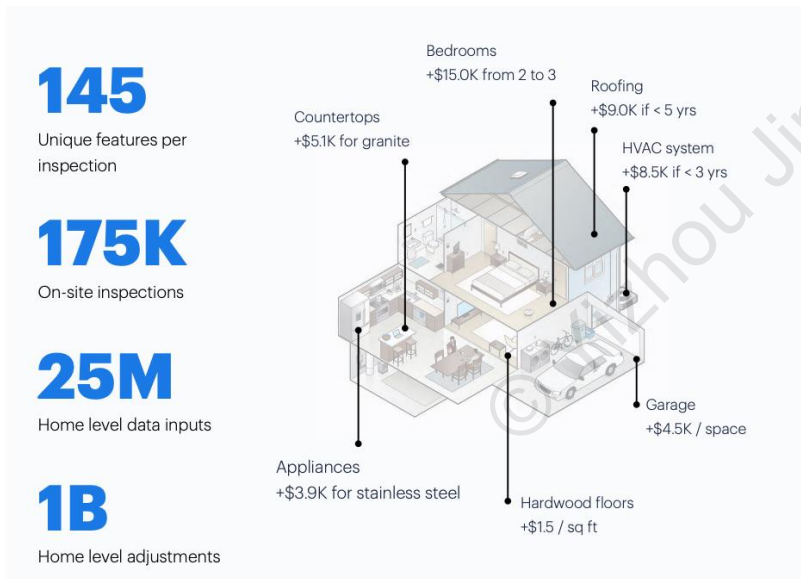 145
Unique features per
inspection
175K
On-site inspections
25M
Home level data inputs
1B
Home level adjustments
Bedrooms
+$15.0K from 2 to 3
Roofing
+$9.0K if < 5 yrs
Countertops
+$5.1K for granite
HVAC system
+$8.5K if < 3 yrs
Garage
+$4.5K / space
Appliances
+$3.9K for stainless steel
Hardwood floors
+$1.5 / sq ft